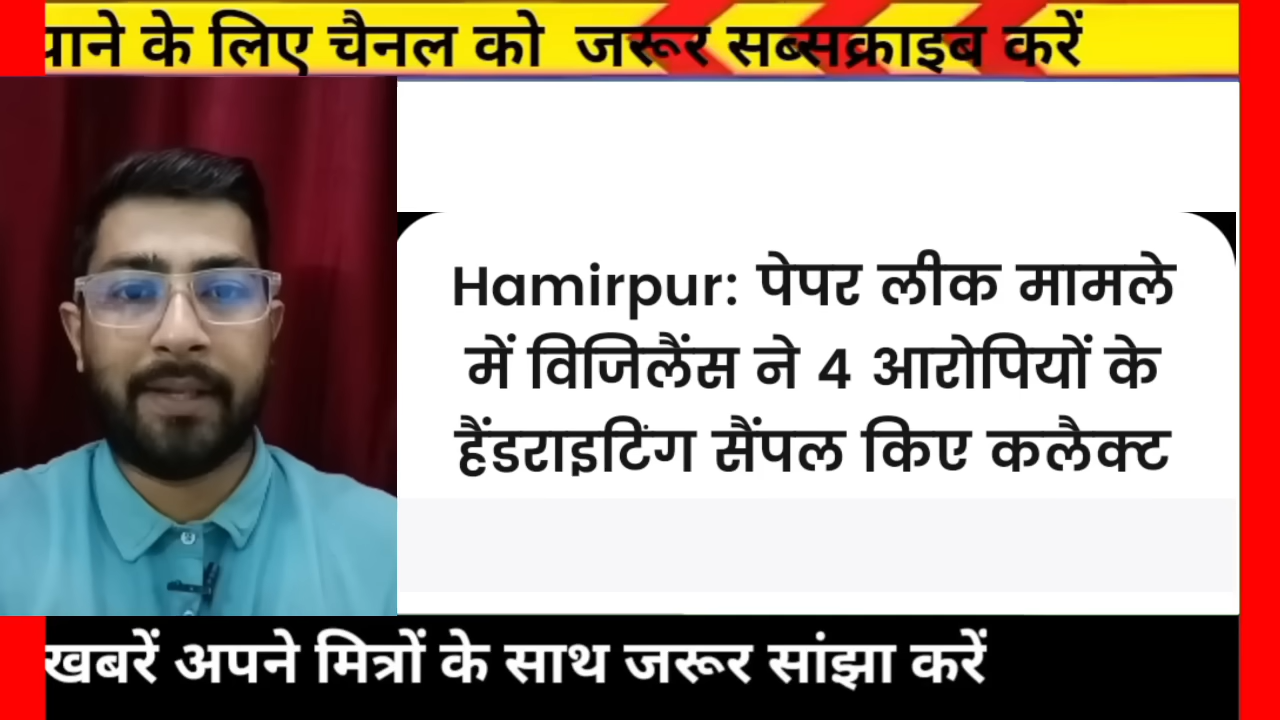 पाने के लिए चैनल को जरूर सब्सक्राइब करें
Hamirpur: पेपर लीक मामले
में विजिलैंस ने 4 आरोपियों के
हैंडराइटिंग सैंपल किए कलैक्ट
खबरें अपने मित्रों के साथ जरूर सांझा करें